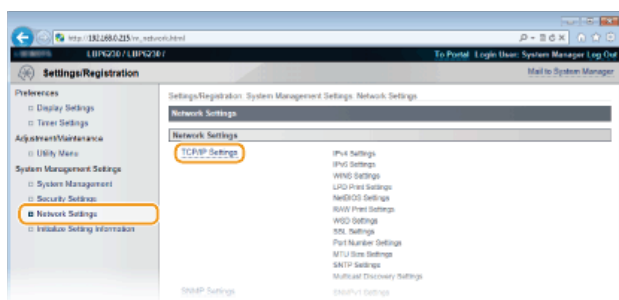 http://192.168.0.215/m_network.html
LBP6230 / LBP6230 /
To Portal Login User: System Manager Log Out
Settings/Registration
Mail to System Manager
Preferences
Display Settings
Timer Settings
Adjustment/Maintenance
Utility Menu
System Management Settings
System Management
Security Settings
Network Settings
Initialize Setting Information
Settings/Registration: System Management Settings: Network Settings
Network Settings
Network Settings
TCP/IP Settings
IPv4 Settings
IPv6 Settings
WINS Settings
LPD Print Settings
NetBIOS Settings
RAW Print Settings
WSD Settings
SSL Settings
Port Number Settings
MTU Size Settings
SNTP Settings
Multicast Discovery Settings
SNMP Settings
SNMPv1 Settings